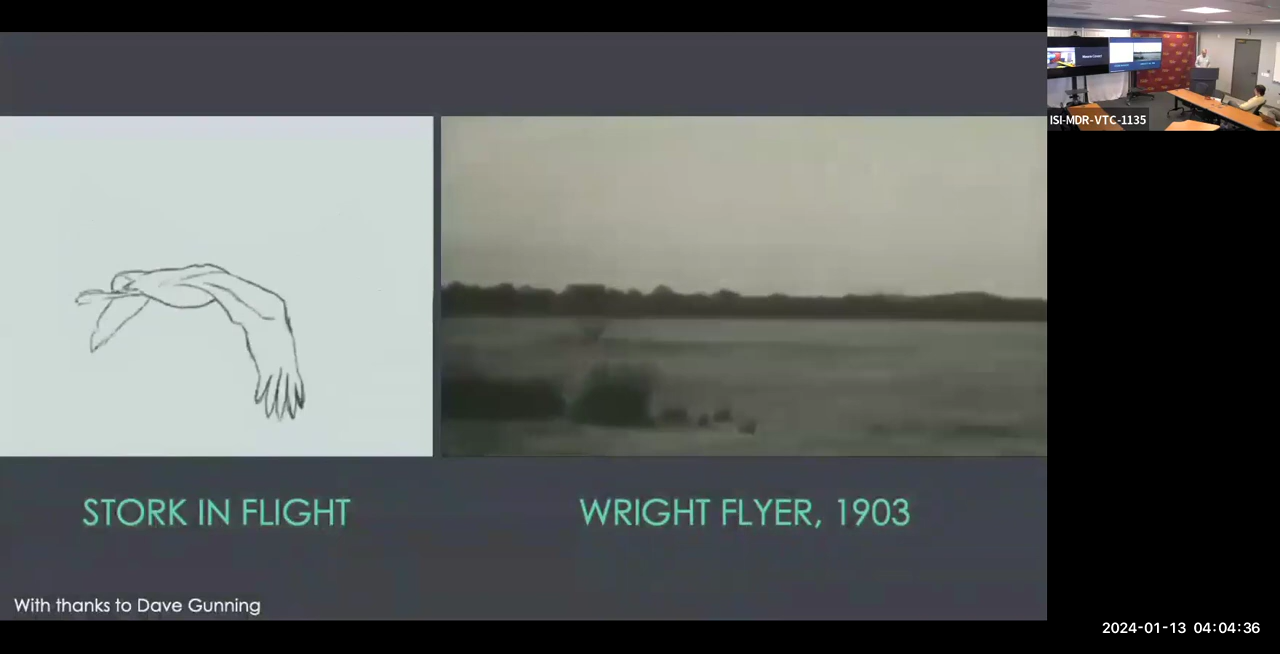 ISI-MDR-VTC-1135
STORK IN FLIGHT
WRIGHT FLYER, 1903
With thanks to Dave Gunning
2024-01-13 04:04:36